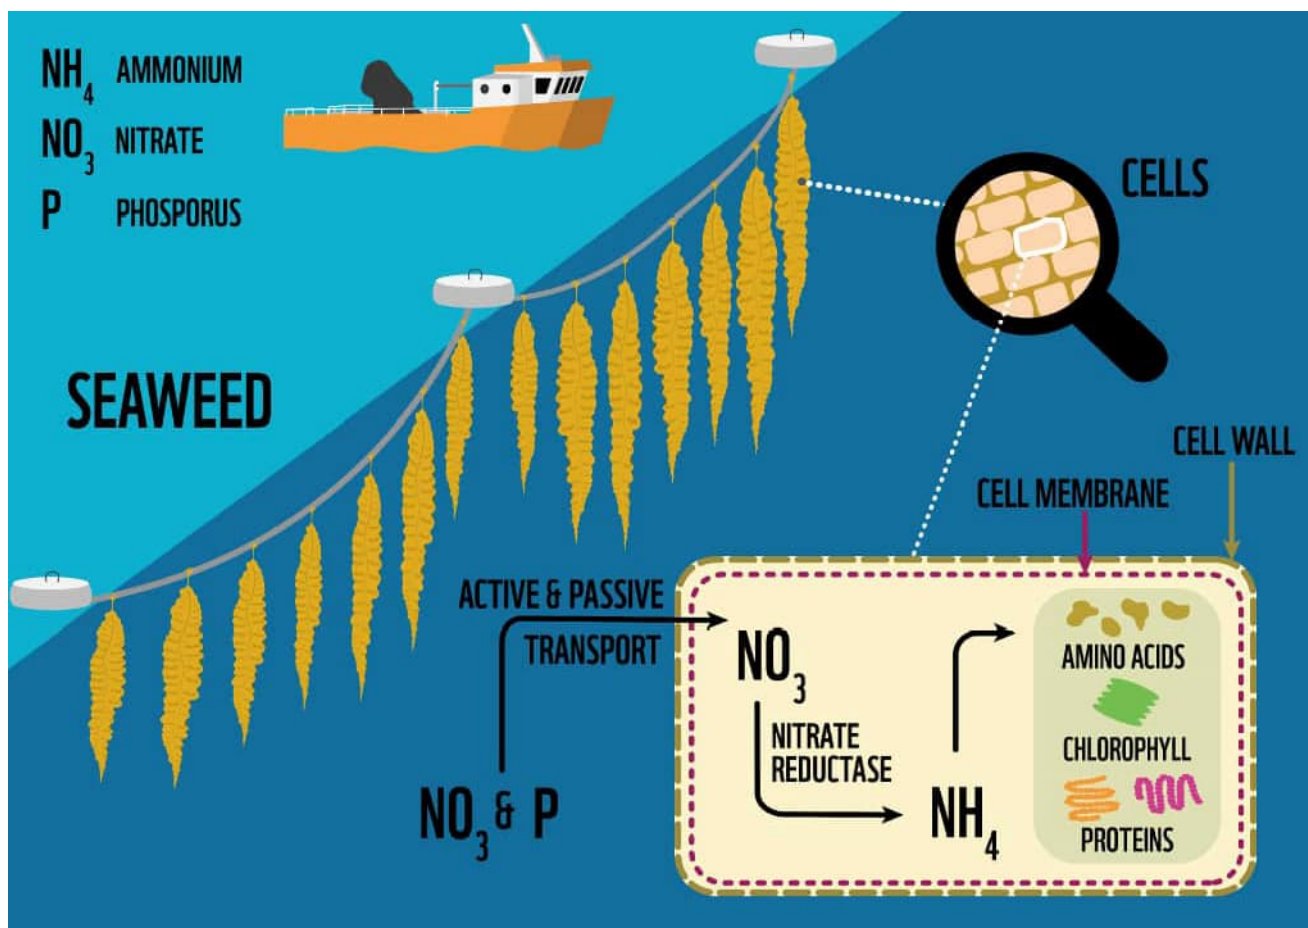 NH4 AMMONIUM
NO3 NITRATE
P PHOSPORUS
SEAWEED
CELLS
CELL WALL
CELL MEMBRANE
ACTIVE & PASSIVE
TRANSPORT
NO3 & P
NO3
NITRATE
REDUCTASE
NH4
AMINO ACIDS
CHLOROPHYLL
PROTEINS